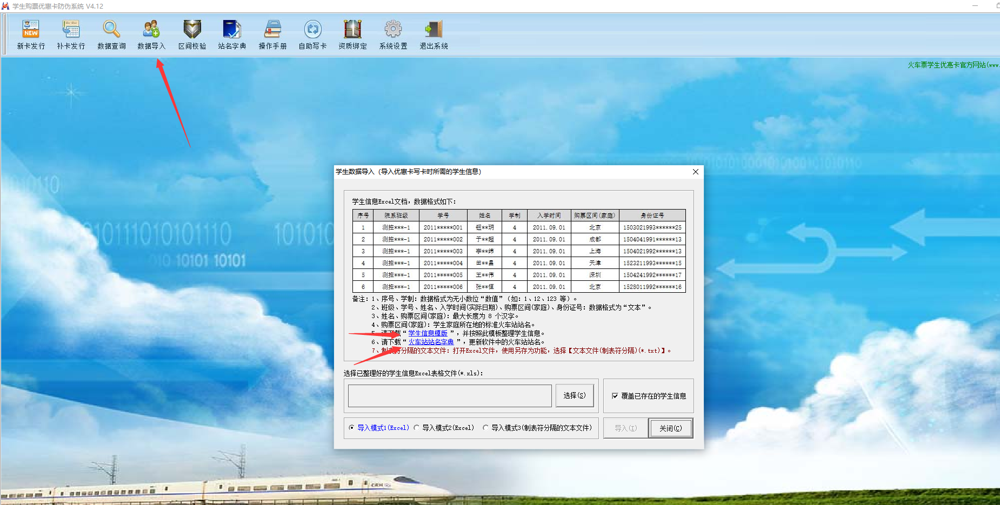 学生购票优惠卡防伪系统 V4.12
新卡发行 补卡发行 数据查询 数据导入 区间校验 站名字典 操作手册 自助写卡 资质绑定 系统设置 退出系统
火车票学生优惠卡官方网站(www.
学生数据导入（导入优惠卡写卡时所需的学生信息）
学生信息Excel文档，数据格式如下：
序号 院系班级 学号 姓名 学制 入学时间 购票区间(家庭) 身份证号
1 测控***-1 2011*****001 钮**玥 4 2011.09.01 北京 1503021993******25
2 测控***-1 2011*****002 于**超 4 2011.09.01 成都 1504041991******13
3 测控***-1 2011*****003 李**纬 4 2011.09.01 上海 1504021992******13
4 测控***-1 2011*****004 田**昌 4 2011.09.01 天津 1523211993******15
5 测控***-1 2011*****005 王**伟 4 2011.09.01 深圳 1504241992******17
6 测控***-1 2011*****006 张**恒 4 2011.09.01 北京 1528011992******16
备注：1、序号、学制：数据格式为无小数位“数值”（如：1、12、123 等）。
2、班级、学号、姓名、入学时间(实际日期)、购票区间(家庭)、身份证号：数据格式为“文本”。
3、姓名、购票区间(家庭)：最大长度为 8 个汉字。
4、购票区间(家庭)：学生家庭所在地的标准火车站站名。
5、请下载“ 学生信息模版 ”，并按照此模板整理学生信息。
6、请下载“ 火车站站名字典 ”，更新软件中的火车站站名。
7、制表符分隔的文本文件：打开Excel文件，使用另存为功能，选择【文本文件(制表符分隔)(*.txt)】。
选择已整理好的学生信息Excel表格文件(*.xls)：
选择(S)
覆盖已存在的学生信息
导入模式1(Excel) 导入模式2(Excel) 导入模式3(制表符分隔的文本文件)
导入(I) 关闭(C)